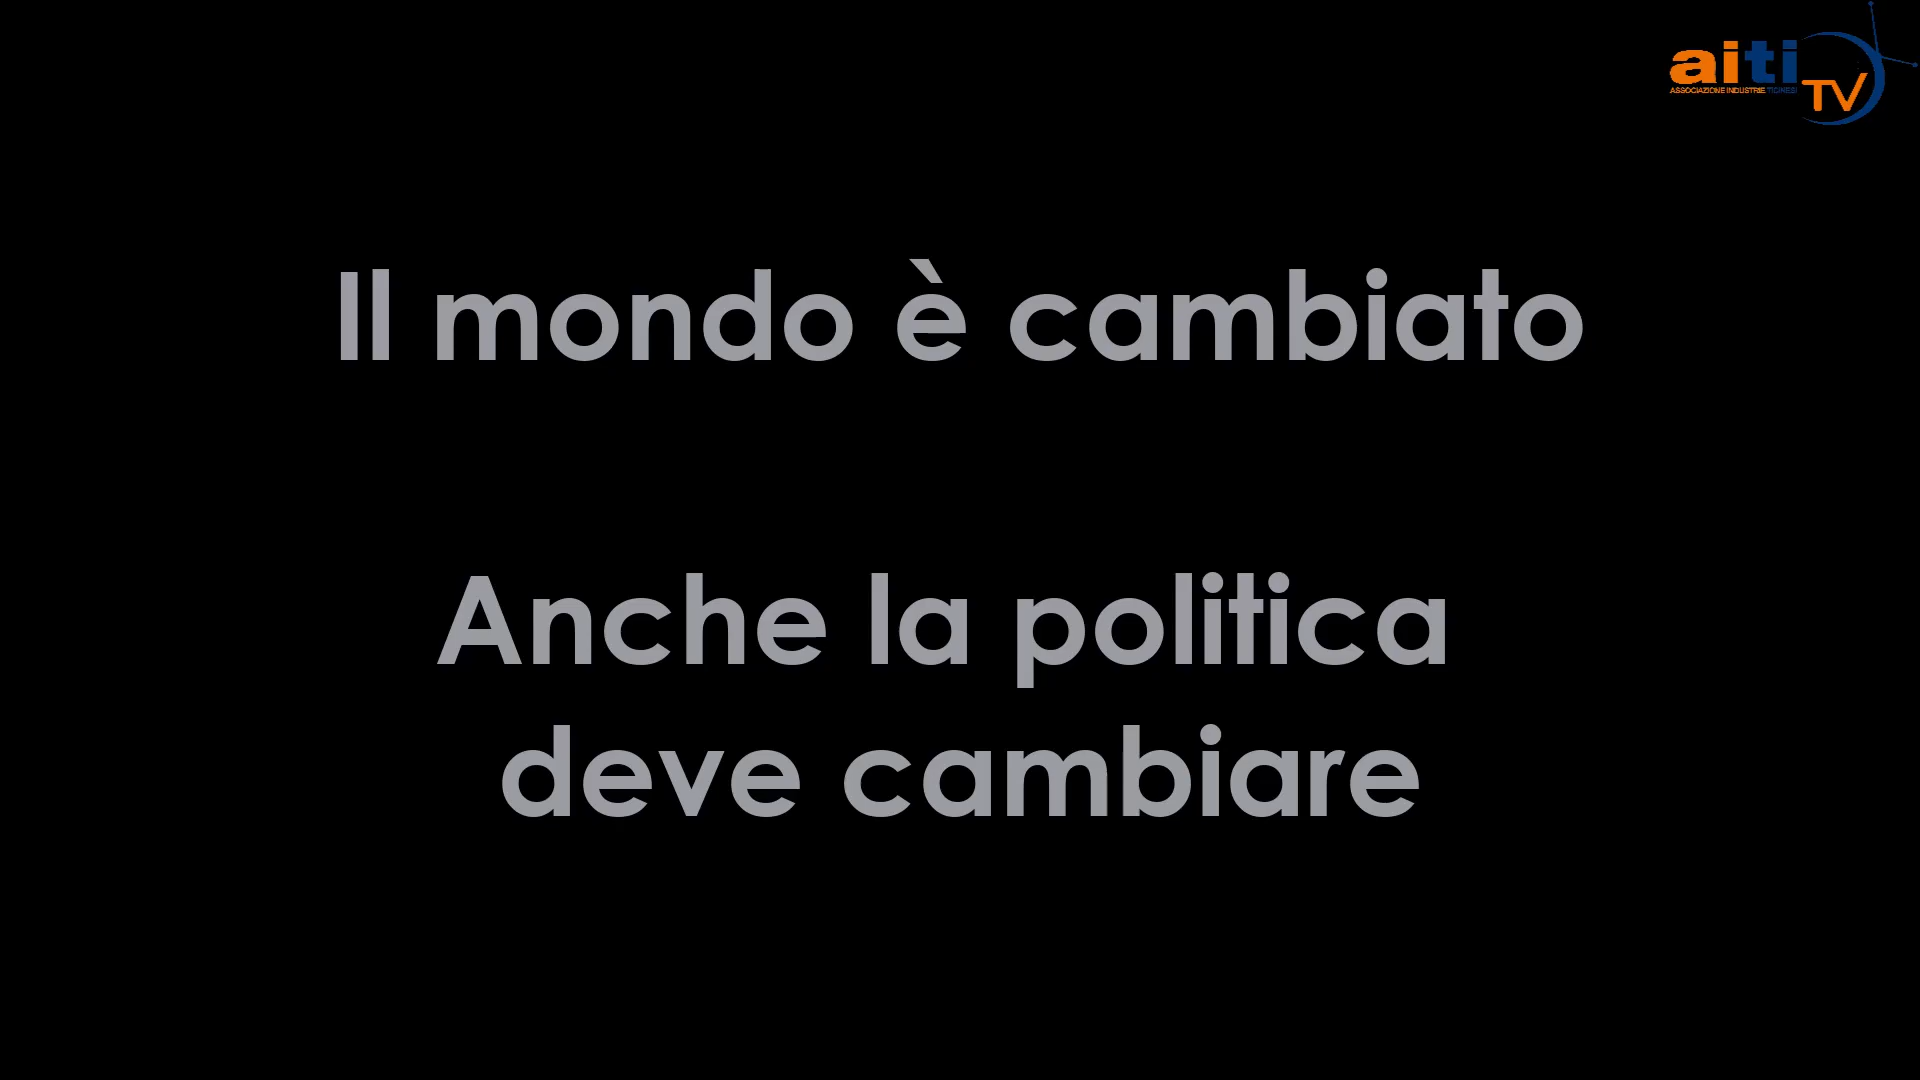 aiti TV
ASSOCIAZIONE INDUSTRIE TICINESI
Il mondo è cambiato
Anche la politica
deve cambiare